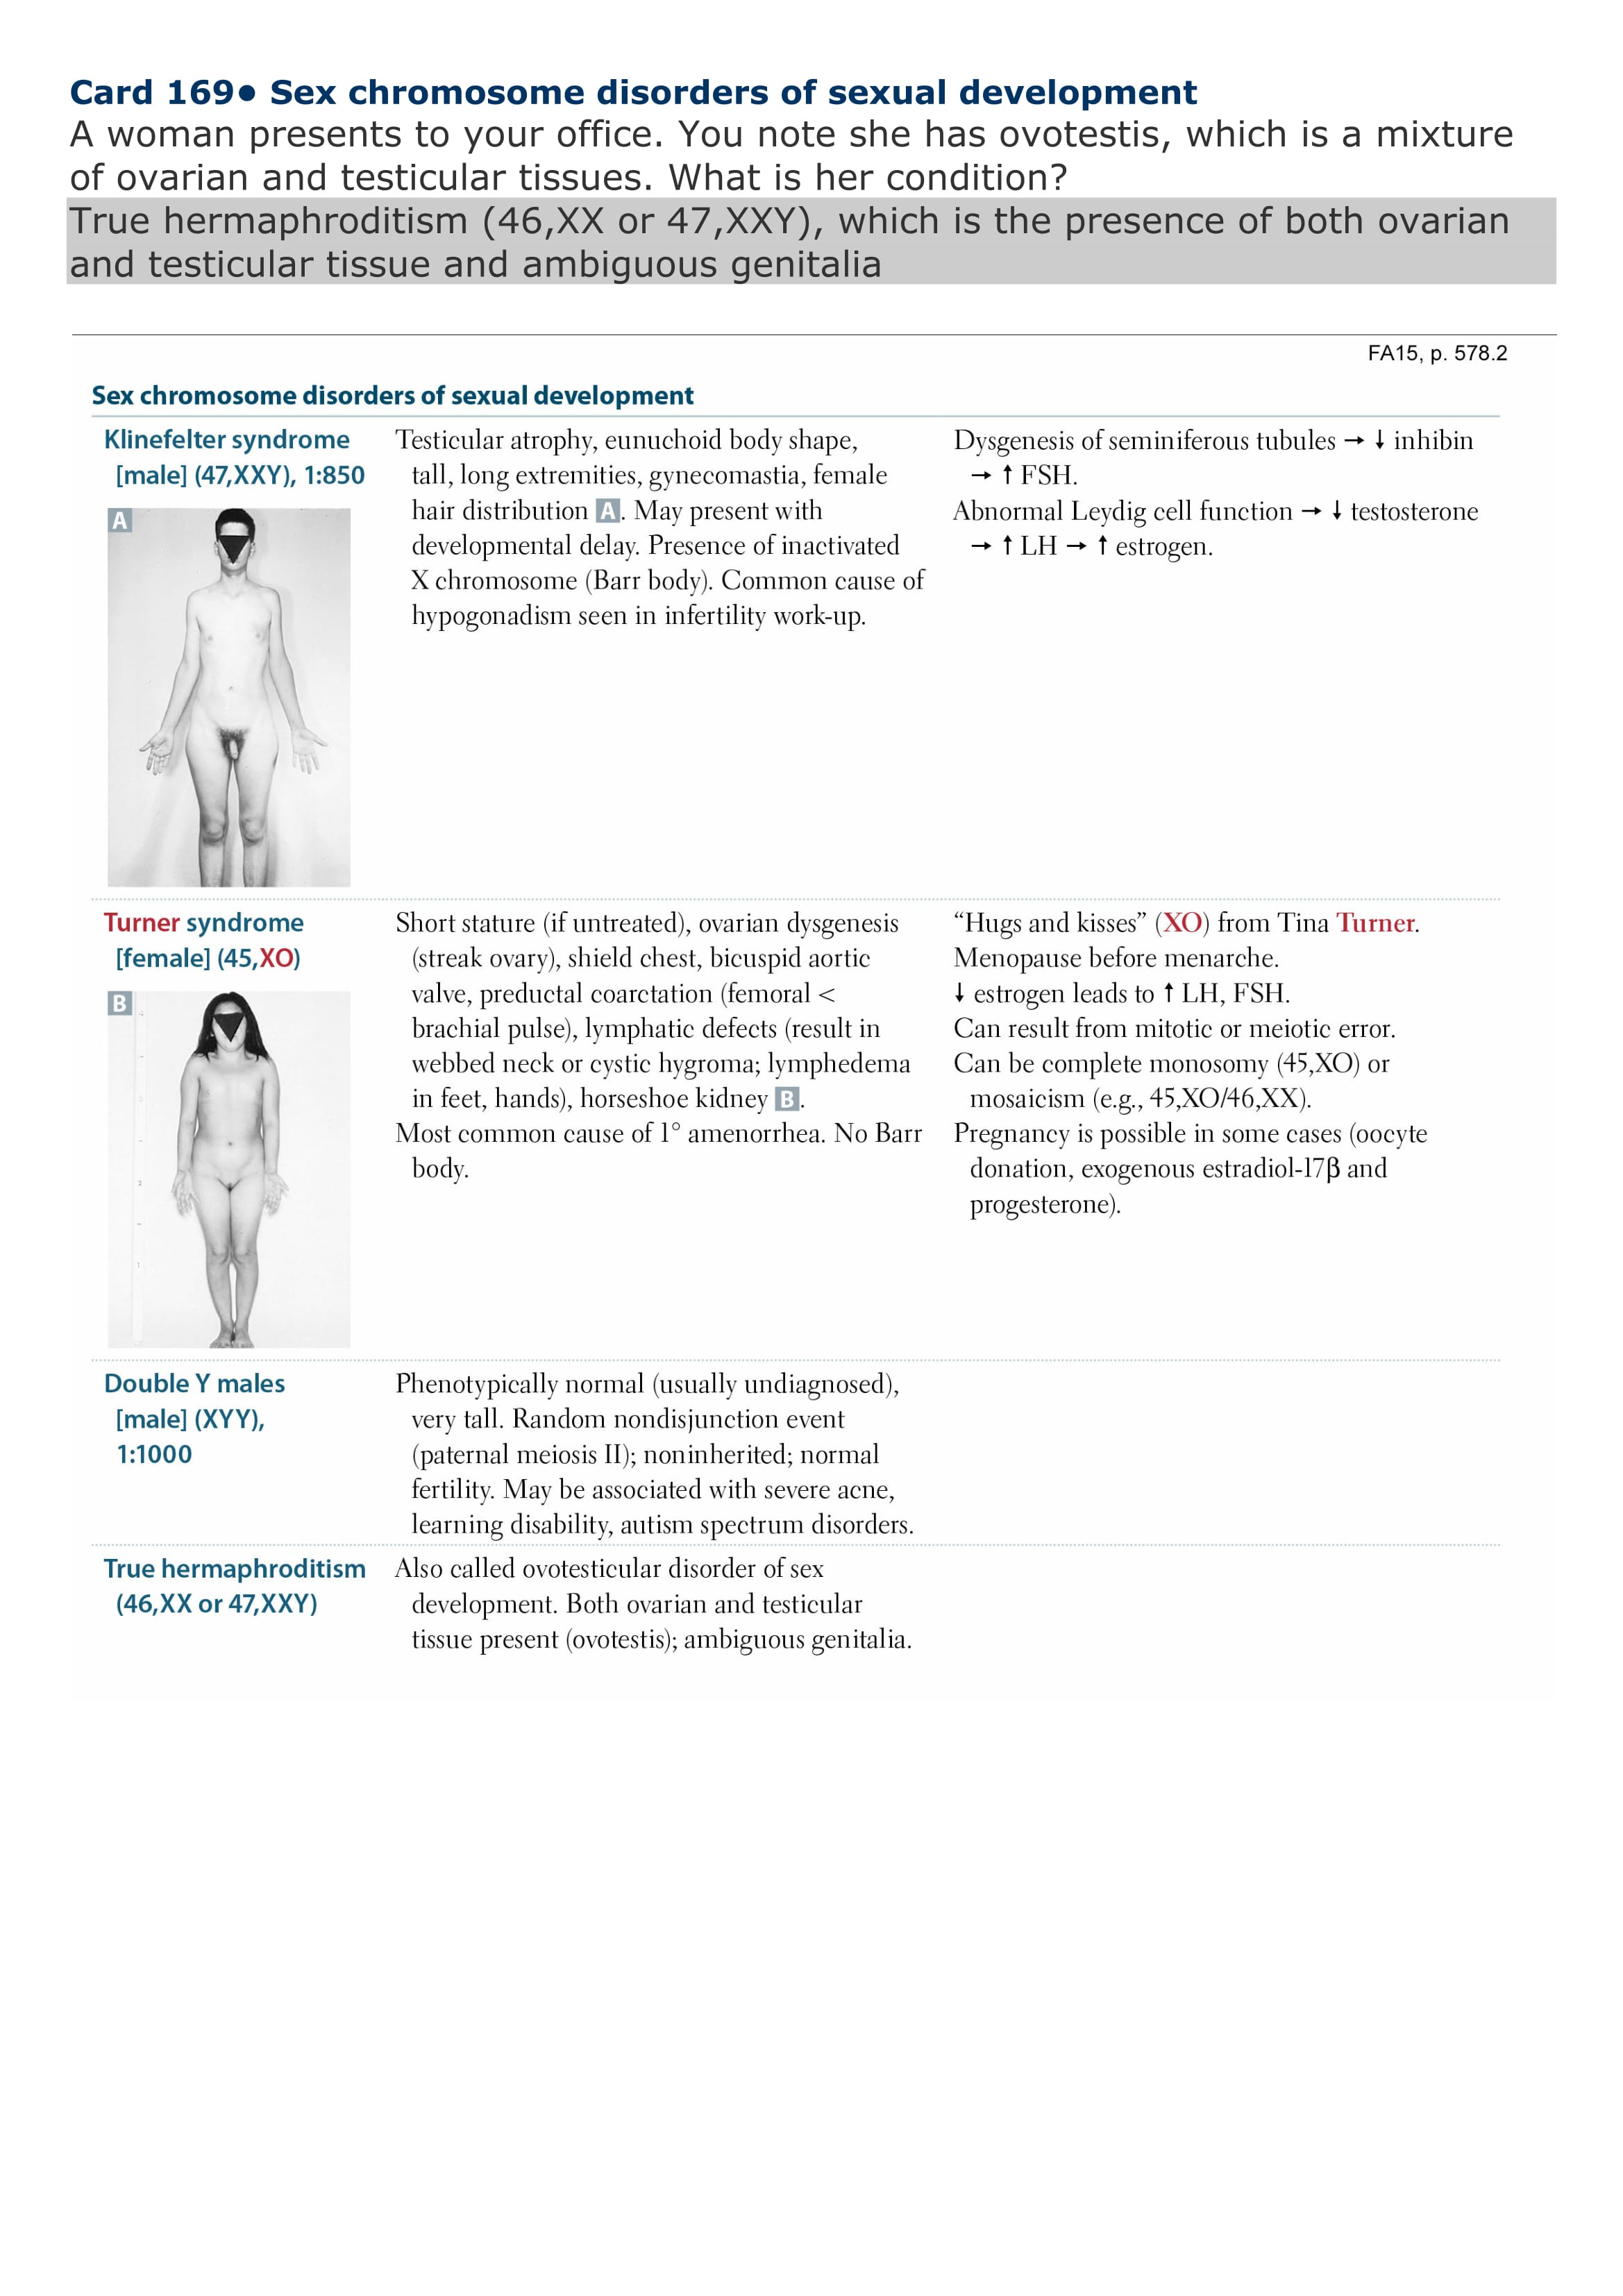 Card 169• Sex chromosome disorders of sexual development
A woman presents to your office. You note she has ovotestis, which is a mixture
of ovarian and testicular tissues. What is her condition?
True hermaphroditism (46,XX or 47,XXY), which is the presence of both ovarian
and testicular tissue and ambiguous genitalia
FA15, p. 578.2
Sex chromosome disorders of sexual development
Klinefelter syndrome
[male] (47,XXY), 1:850
A
Testicular atrophy, eunuchoid body shape,
tall, long extremities, gynecomastia, female
hair distribution A. May present with
developmental delay. Presence of inactivated
X chromosome (Barr body). Common cause of
hypogonadism seen in infertility work-up.
Dysgenesis of seminiferous tubules → ↓ inhibin
→ ↑ FSH.
Abnormal Leydig cell function → ↓ testosterone
→ ↑ LH → ↑ estrogen.
Turner syndrome
[female] (45,XO)
B
Short stature (if untreated), ovarian dysgenesis
(streak ovary), shield chest, bicuspid aortic
valve, preductal coarctation (femoral <
brachial pulse), lymphatic defects (result in
webbed neck or cystic hygroma; lymphedema
in feet, hands), horseshoe kidney B.
Most common cause of 1° amenorrhea. No Barr
body.
“Hugs and kisses” (XO) from Tina Turner.
Menopause before menarche.
↓ estrogen leads to ↑ LH, FSH.
Can result from mitotic or meiotic error.
Can be complete monosomy (45,XO) or
mosaicism (e.g., 45,XO/46,XX).
Pregnancy is possible in some cases (oocyte
donation, exogenous estradiol-17β and
progesterone).
Double Y males
[male] (XYY),
1:1000
Phenotypically normal (usually undiagnosed),
very tall. Random nondisjunction event
(paternal meiosis II); noninherited; normal
fertility. May be associated with severe acne,
learning disability, autism spectrum disorders.
True hermaphroditism
(46,XX or 47,XXY)
Also called ovotesticular disorder of sex
development. Both ovarian and testicular
tissue present (ovotestis); ambiguous genitalia.